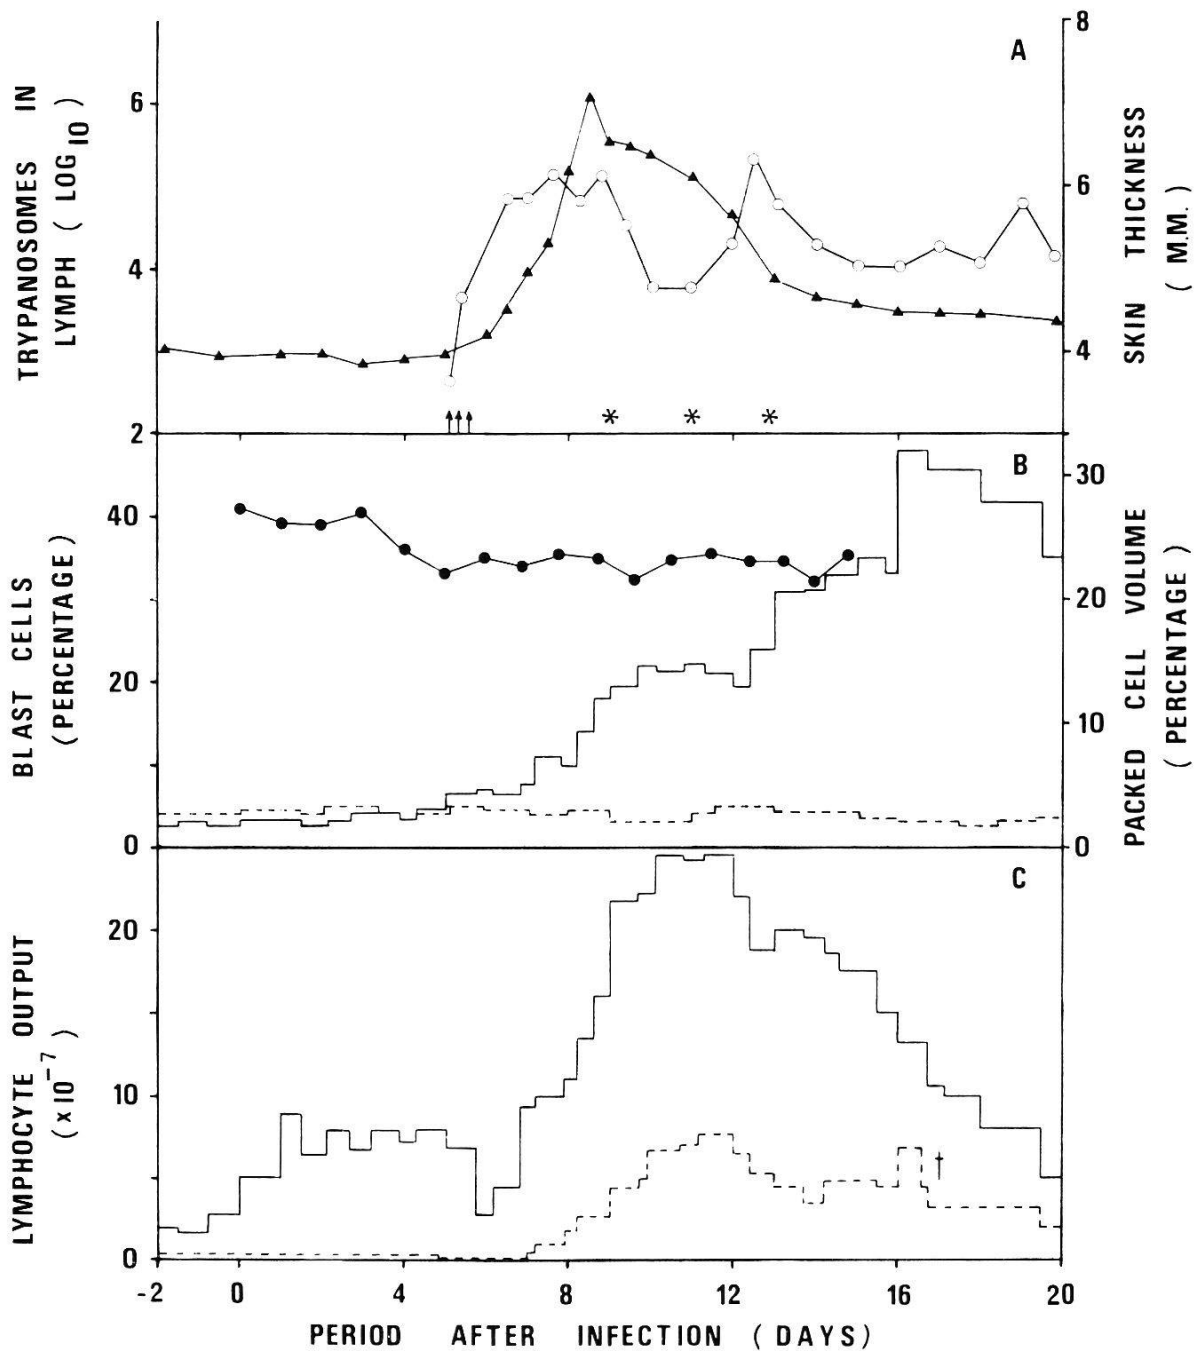 TRYPANOSOMES IN
LYMPH ( LOG10 )
6
4
2
A
8
6
4
SKIN THICKNESS
( M.M. )
* * *
BLAST CELLS
(PERCENTAGE)
40
20
0
B
30
20
10
0
PACKED CELL VOLUME
( PERCENTAGE )
LYMPHOCYTE OUTPUT
(x10-7)
20
10
0
C
†
-2 0 4 8 12 16 20
PERIOD AFTER INFECTION ( DAYS )